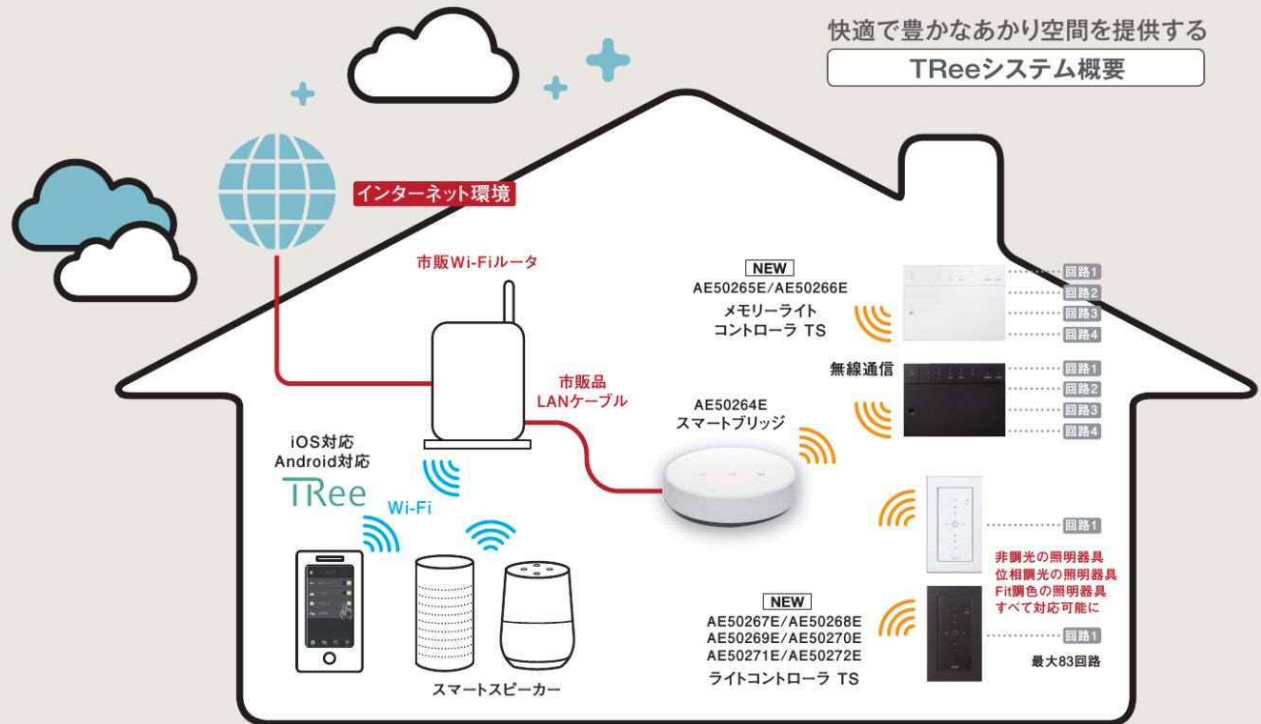 快適で豊かなあかり空間を提供する
TReeシステム概要
インターネット環境
市販Wi-Fiルータ
市販品
LANケーブル
iOS対応
Android対応
TRee
Wi-Fi
スマートスピーカー
AE50264E
スマートブリッジ
NEW
AE50265E/AE50266E
メモリーライト
コントローラ TS
無線通信
回路1
回路2
回路3
回路4
回路1
回路2
回路3
回路4
回路1
非調光の照明器具
位相調光の照明器具
Fit調色の照明器具
すべて対応可能に
回路1
最大83回路
NEW
AE50267E/AE50268E
AE50269E/AE50270E
AE50271E/AE50272E
ライトコントローラ TS